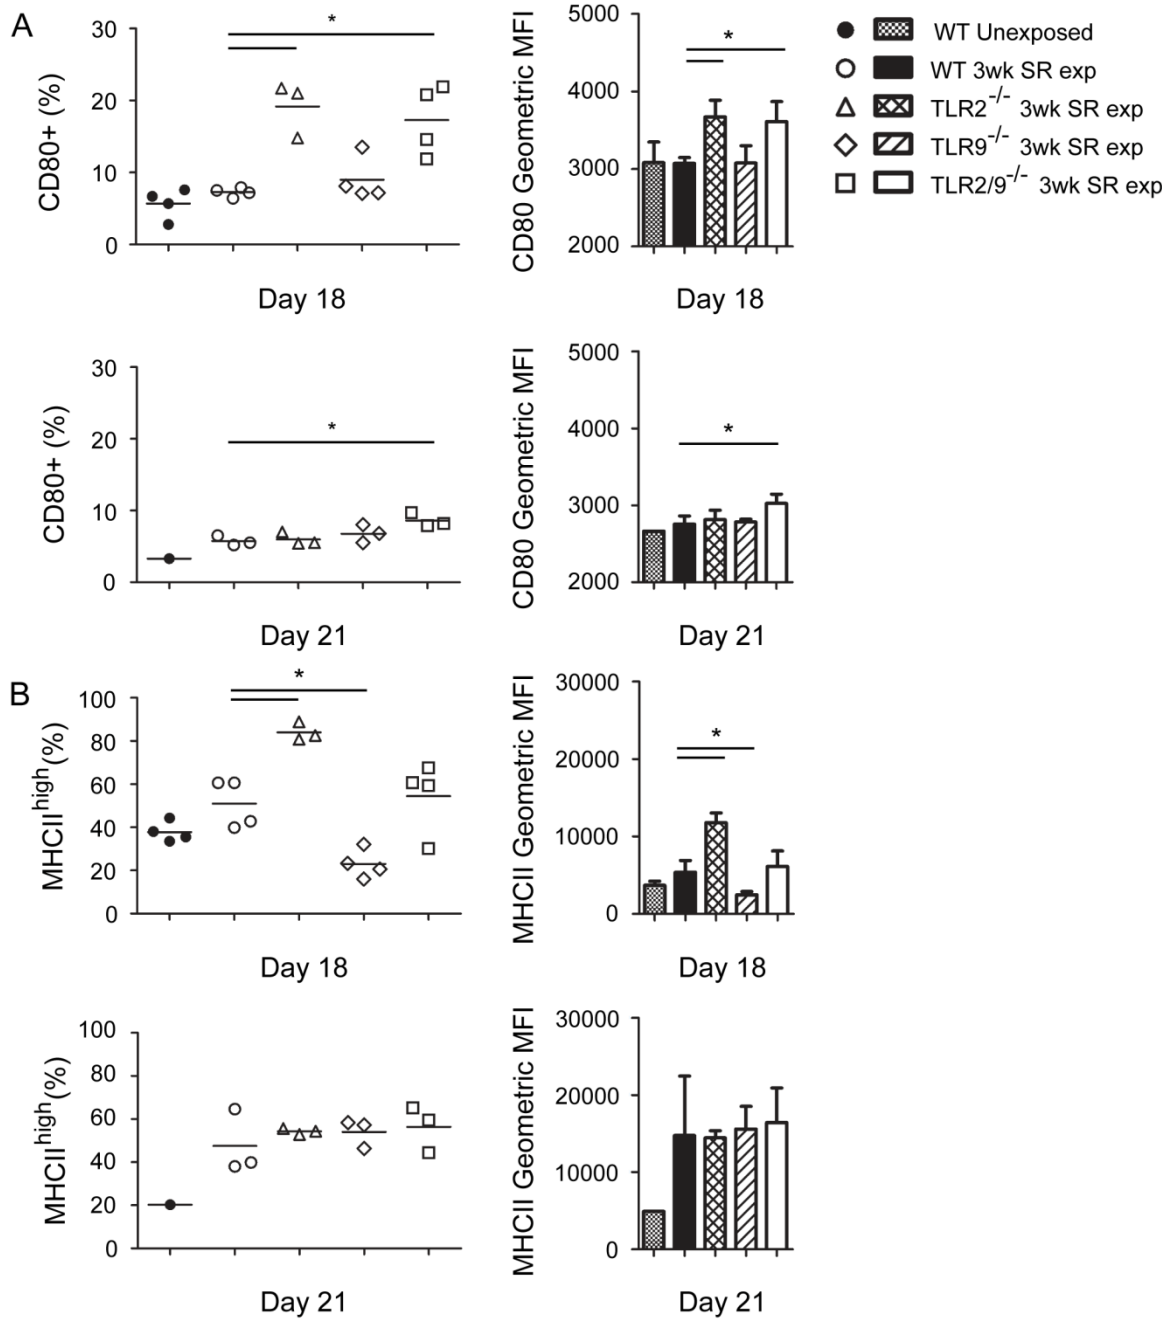 A
CD80+ (%)
30
20
10
0
*
Day 18
CD80 Geometric MFI
5000
4000
3000
2000
*
Day 18
WT Unexposed
WT 3wk SR exp
TLR2-/- 3wk SR exp
TLR9-/- 3wk SR exp
TLR2/9-/- 3wk SR exp
CD80+ (%)
30
20
10
0
*
Day 21
CD80 Geometric MFI
5000
4000
3000
2000
*
Day 21
B
MHCIIhigh(%)
100
80
60
40
20
0
*
Day 18
MHCII Geometric MFI
30000
20000
10000
0
*
Day 18
MHCIIhigh(%)
100
80
60
40
20
0
Day 21
MHCII Geometric MFI
30000
20000
10000
0
Day 21